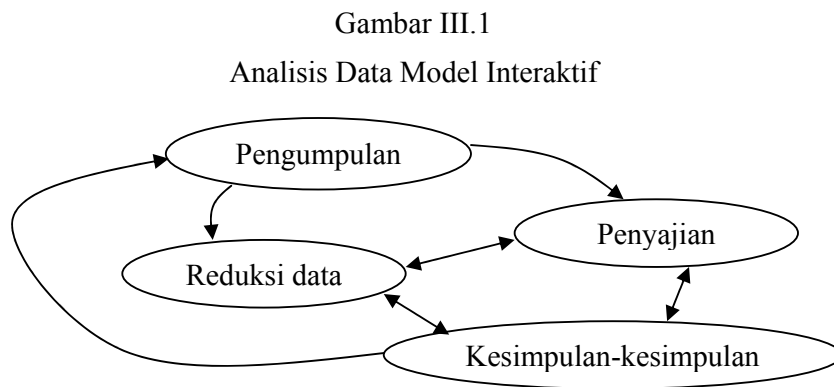 Gambar III.1
Analisis Data Model Interaktif
Pengumpulan
Penyajian
Reduksi data
Kesimpulan-kesimpulan